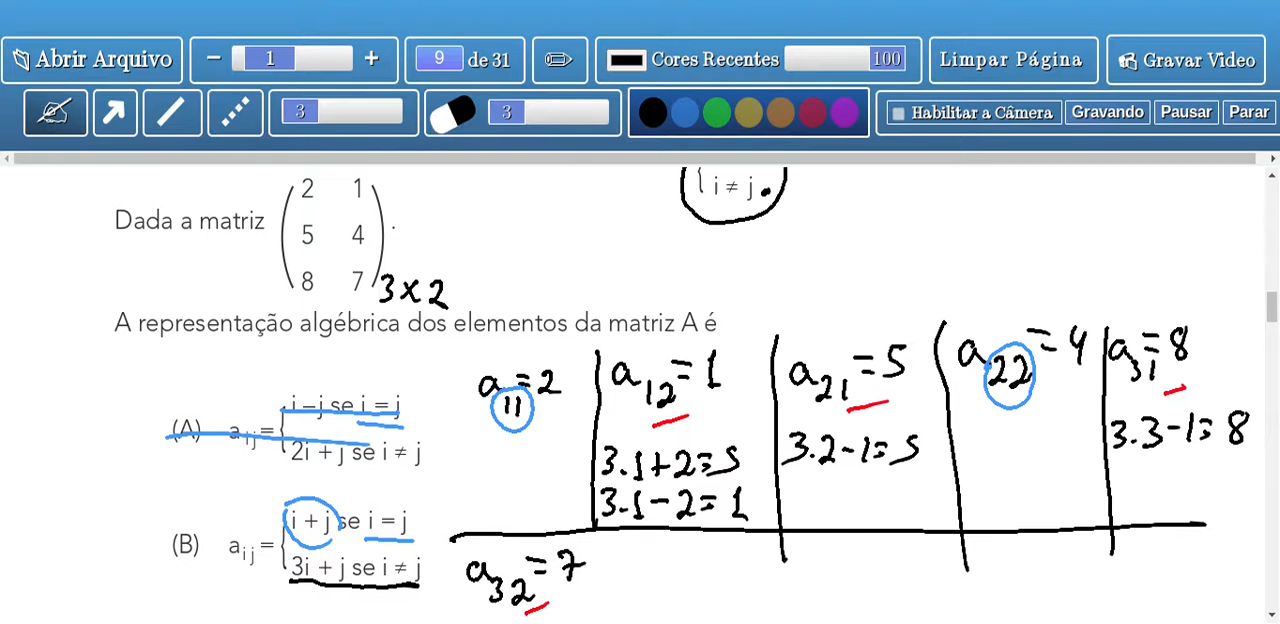 Abrir Arquivo − 1 + 9 de 31 Cores Recentes 100 Limpar Página Gravar Video
3 3 Habilitar a Câmera Gravando Pausar Parar
i ≠ j
Dada a matriz
2 1
5 4
8 7
.
3 x 2
A representação algébrica dos elementos da matriz A é
(A) aij = { i − j se i = j
2i + j se i ≠ j
(B) aij = { i + j se i = j
3i + j se i ≠ j
a11 = 2
a12 = 1
3.1+2=5
3.1−2=1
a21 = 5
3.2−1=5
a22 = 4
a31 = 8
3.3−1=8
a32 = 7